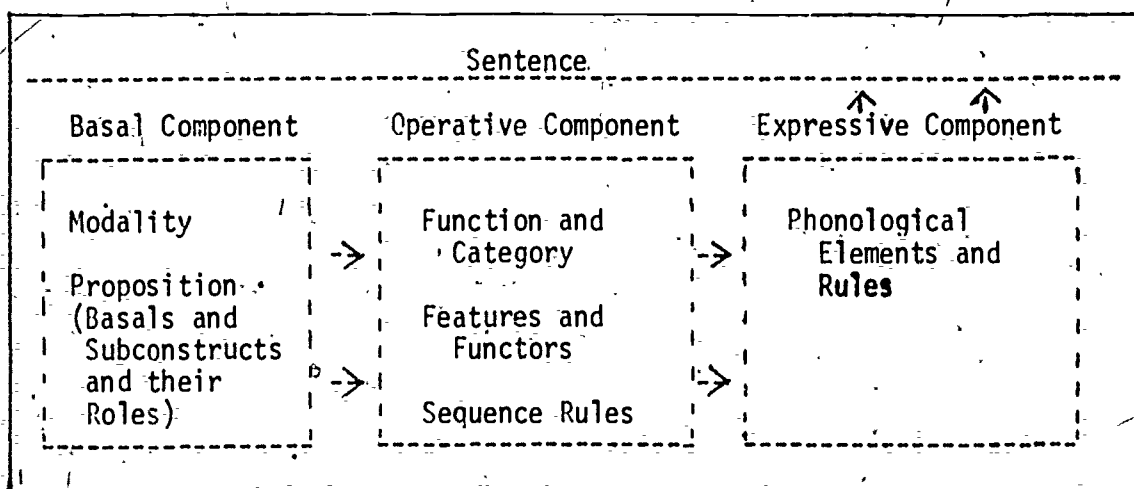 Sentence
Basal Component
Operative Component
Expressive Component
Modality
Proposition
(Basals and
Subconstructs
and their
Roles)
Function and
Category
Features and
Functors
Sequence Rules
Phonological
Elements and
Rules